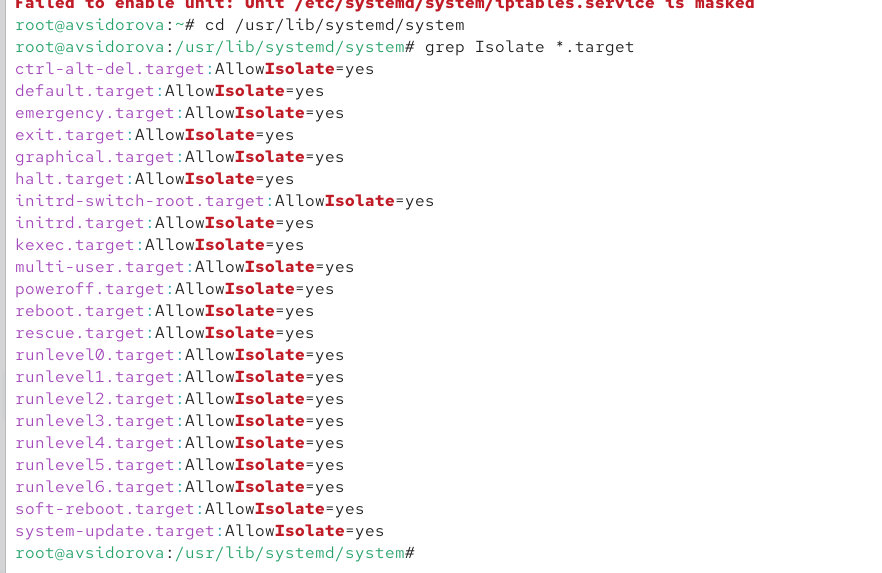 Failed to enable unit: Unit /etc/systemd/system/iptables.service is masked
root@avsidorova:~# cd /usr/lib/systemd/system
root@avsidorova:/usr/lib/systemd/system# grep Isolate *.target
ctrl-alt-del.target:AllowIsolate=yes
default.target:AllowIsolate=yes
emergency.target:AllowIsolate=yes
exit.target:AllowIsolate=yes
graphical.target:AllowIsolate=yes
halt.target:AllowIsolate=yes
initrd-switch-root.target:AllowIsolate=yes
initrd.target:AllowIsolate=yes
kexec.target:AllowIsolate=yes
multi-user.target:AllowIsolate=yes
poweroff.target:AllowIsolate=yes
reboot.target:AllowIsolate=yes
rescue.target:AllowIsolate=yes
runlevel0.target:AllowIsolate=yes
runlevel1.target:AllowIsolate=yes
runlevel2.target:AllowIsolate=yes
runlevel3.target:AllowIsolate=yes
runlevel4.target:AllowIsolate=yes
runlevel5.target:AllowIsolate=yes
runlevel6.target:AllowIsolate=yes
soft-reboot.target:AllowIsolate=yes
system-update.target:AllowIsolate=yes
root@avsidorova:/usr/lib/systemd/system#